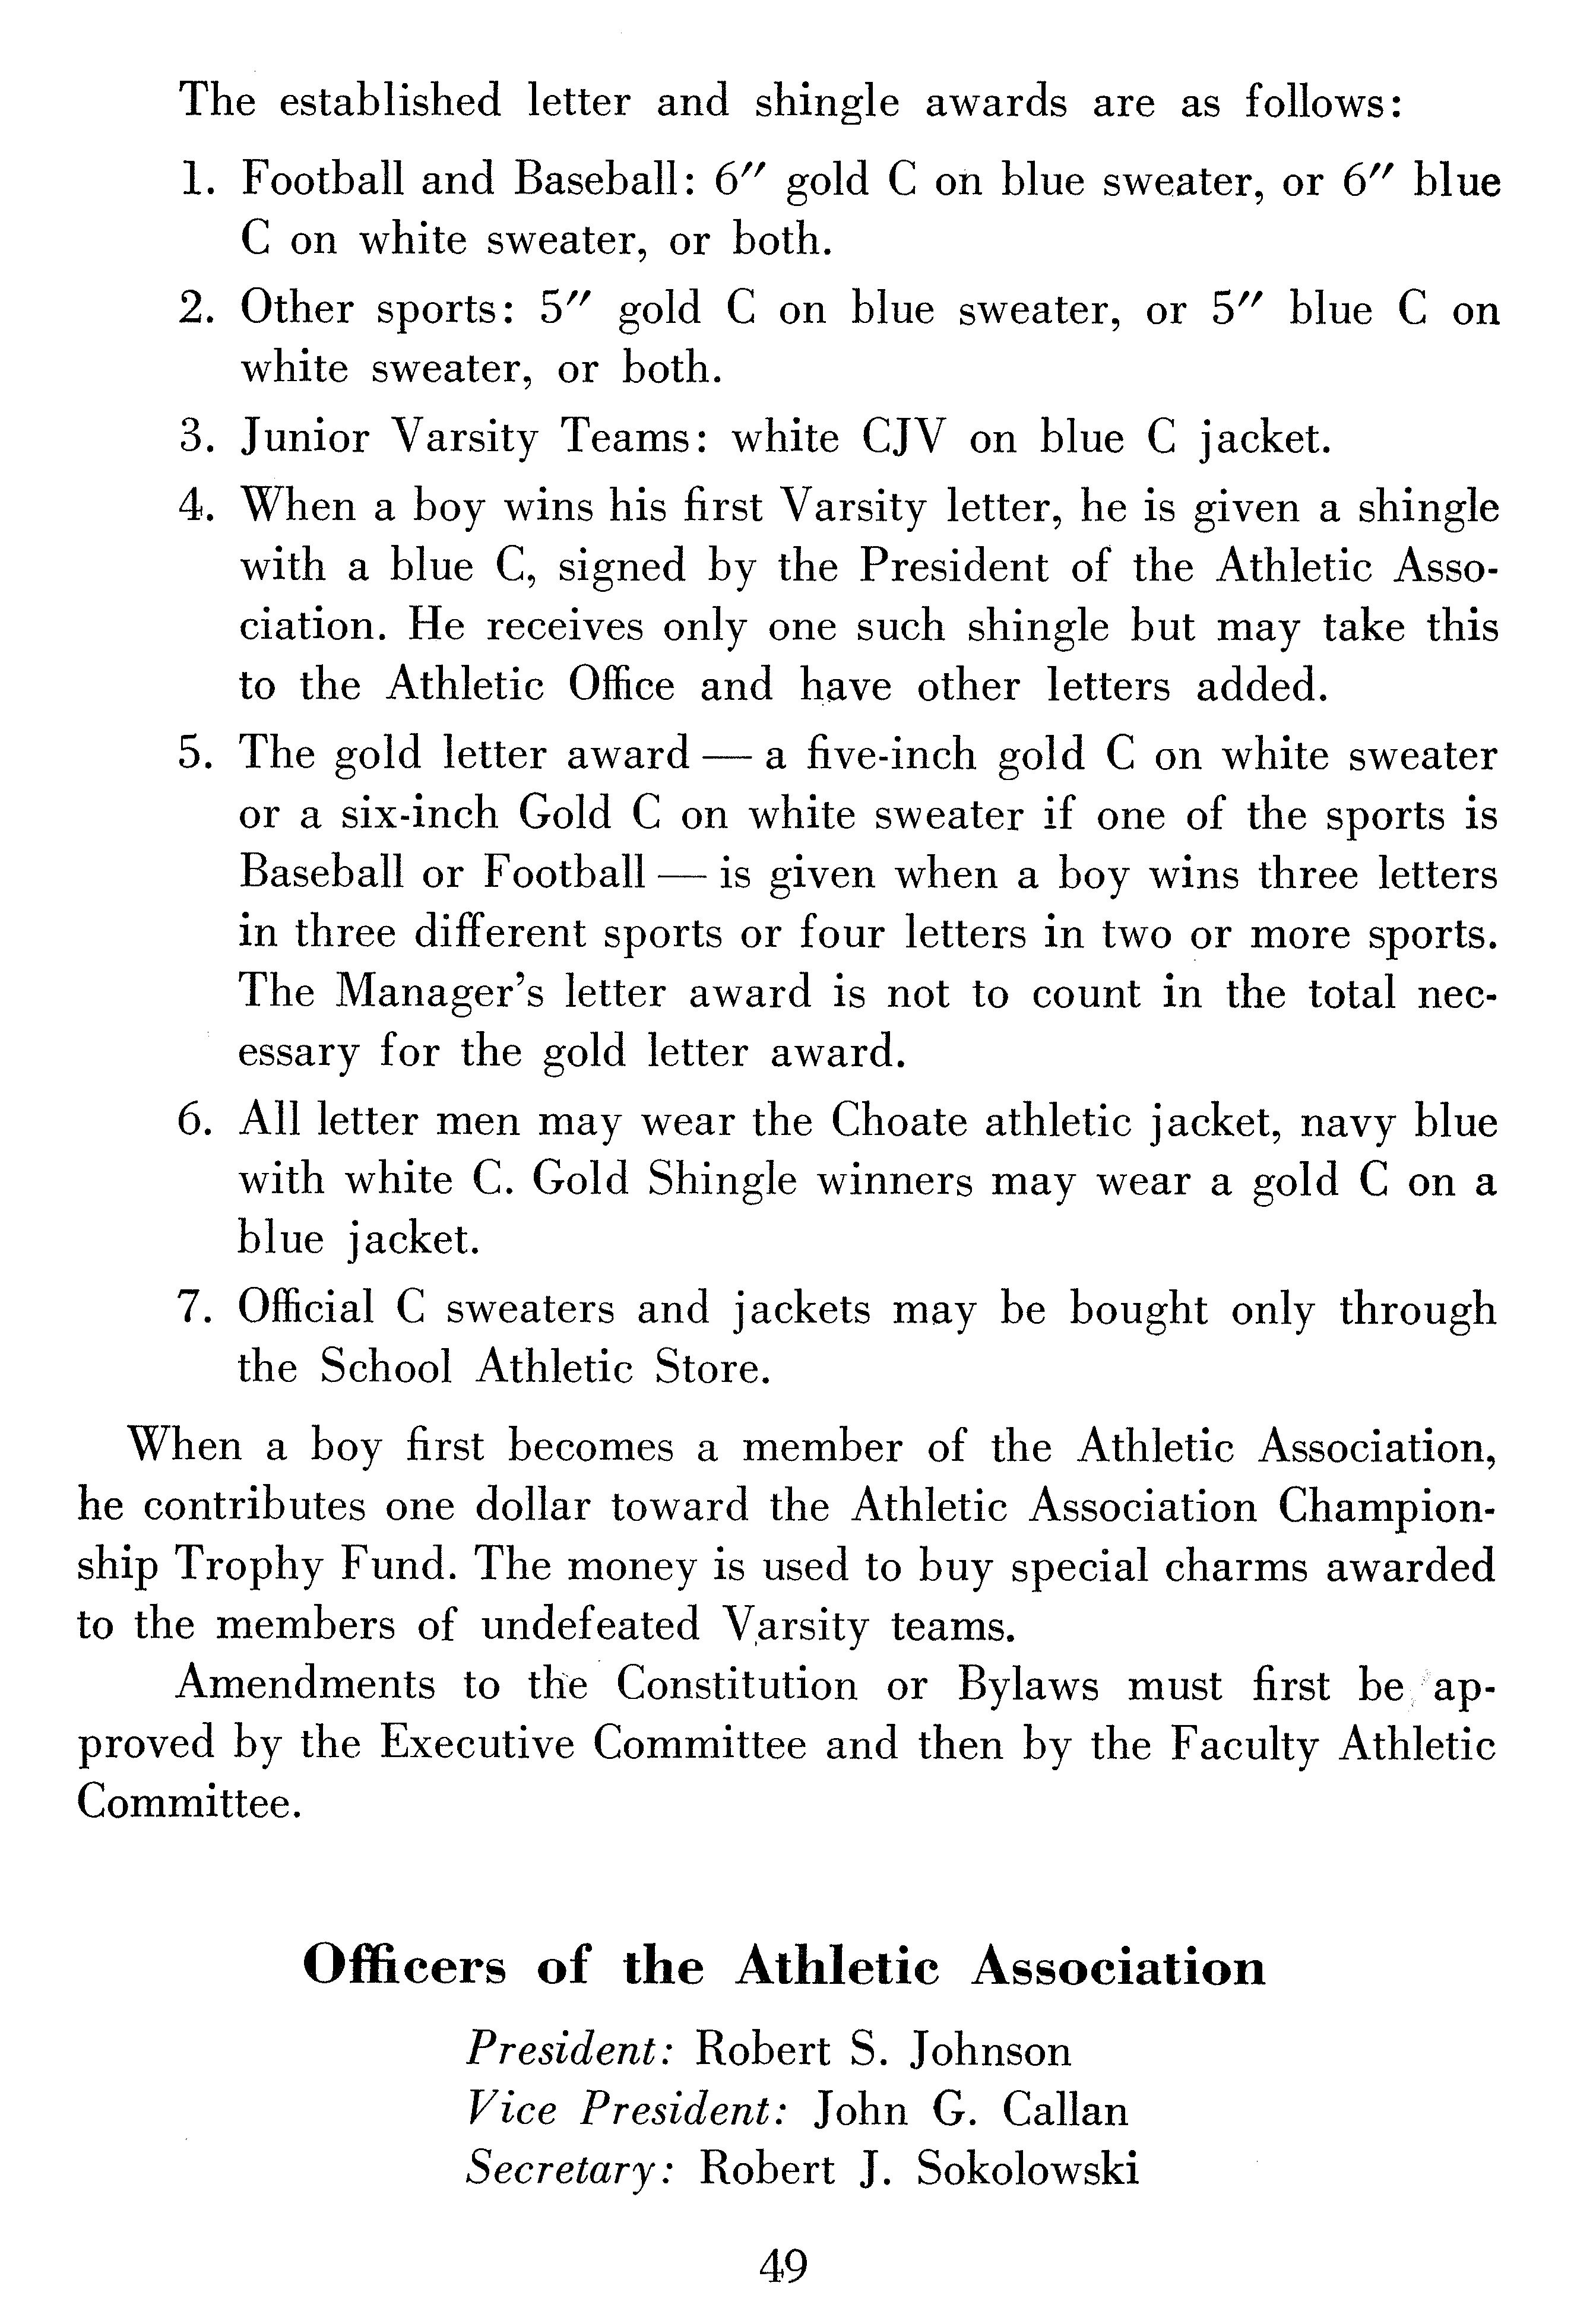 The established letter and shingle awards are as follows:
1. Football and Baseball: 6″ gold C on blue sweater, or 6″ blue
C on white sweater, or both.
2. Other sports: 5″ gold C on blue sweater, or 5″ blue C on
white sweater, or both.
3. Junior Varsity Teams: white CJV on blue C jacket.
4. When a boy wins his first Varsity letter, he is given a shingle
with a blue C, signed by the President of the Athletic Asso-
ciation. He receives only one such shingle but may take this
to the Athletic Office and have other letters added.
5. The gold letter award — a five-inch gold C on white sweater
or a six-inch Gold C on white sweater if one of the sports is
Baseball or Football — is given when a boy wins three letters
in three different sports or four letters in two or more sports.
The Manager's letter award is not to count in the total nec-
essary for the gold letter award.
6. All letter men may wear the Choate athletic jacket, navy blue
with white C. Gold Shingle winners may wear a gold C on a
blue jacket.
7. Official C sweaters and jackets may be bought only through
the School Athletic Store.
When a boy first becomes a member of the Athletic Association,
he contributes one dollar toward the Athletic Association Champion-
ship Trophy Fund. The money is used to buy special charms awarded
to the members of undefeated Varsity teams.
Amendments to the Constitution or Bylaws must first be ap-
proved by the Executive Committee and then by the Faculty Athletic
Committee.
Officers of the Athletic Association
President: Robert S. Johnson
Vice President: John G. Callan
Secretary: Robert J. Sokolowski
49